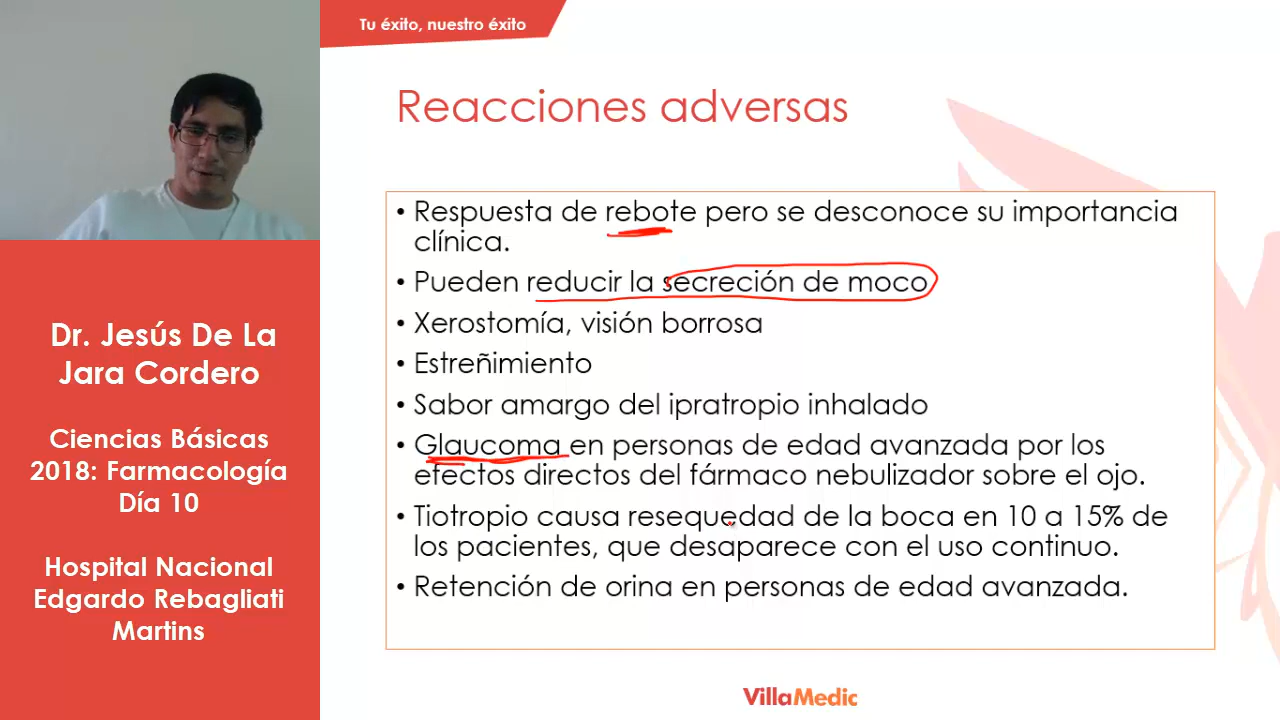 Tu éxito, nuestro éxito
Reacciones adversas
• Respuesta de rebote pero se desconoce su importancia
clínica.
• Pueden reducir la secreción de moco
• Xerostomía, visión borrosa
• Estreñimiento
• Sabor amargo del ipratropio inhalado
• Glaucoma en personas de edad avanzada por los
efectos directos del fármaco nebulizador sobre el ojo.
• Tiotropio causa resequedad de la boca en 10 a 15% de
los pacientes, que desaparece con el uso continuo.
• Retención de orina en personas de edad avanzada.
Dr. Jesús De La
Jara Cordero
Ciencias Básicas
2018: Farmacología
Día 10
Hospital Nacional
Edgardo Rebagliati
Martins
VillaMedic